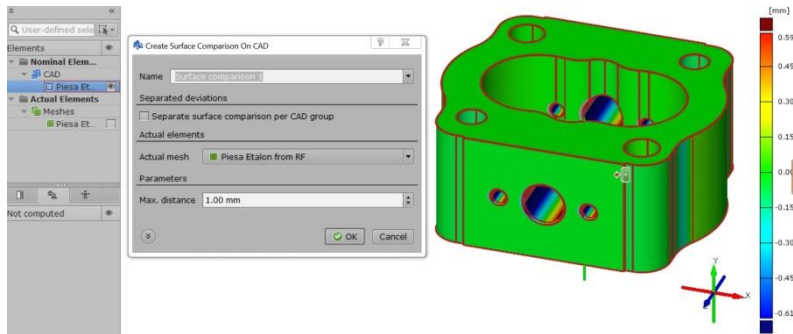 User-defined sele
Elements
Nominal Elem...
CAD
Piesa Et...
Actual Elements
Meshes
Piesa Et...
Not computed
Create Surface Comparison On CAD
Name Surface comparison 1
Separated deviations
Separate surface comparison per CAD group
Actual elements
Actual mesh Piesa Etalon from RF
Parameters
Max. distance 1.00 mm
OK Cancel
[mm]
0.59
0.45
0.30
0.15
0.00
-0.15
-0.30
-0.45
-0.61
Y
X